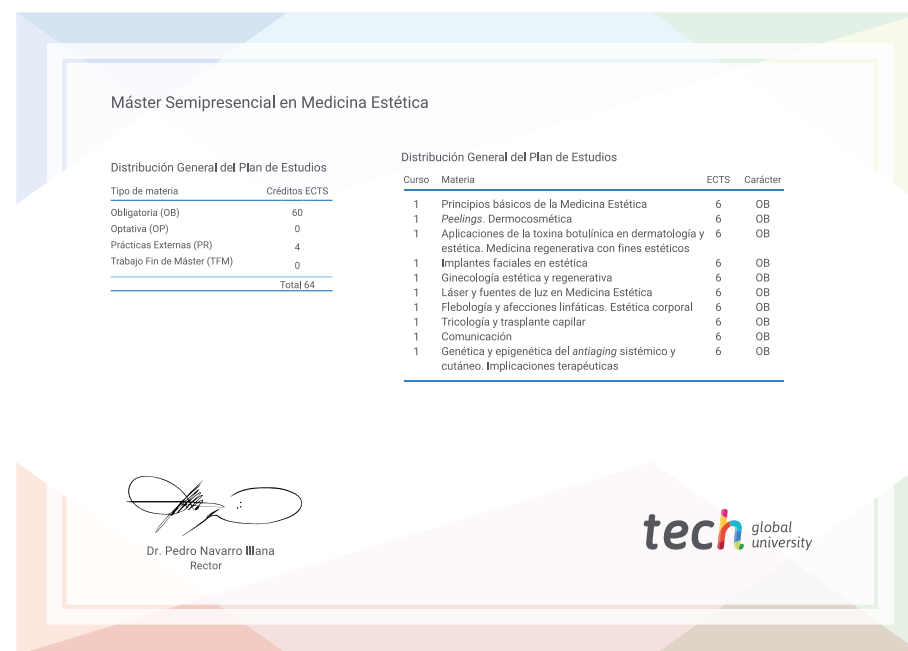 Máster Semipresencial en Medicina Estética
Distribución General del Plan de Estudios
Tipo de materia Créditos ECTS
Obligatoria (OB) 60
Optativa (OP) 0
Prácticas Externas (PR) 4
Trabajo Fin de Máster (TFM) 0
Total 64
Distribución General del Plan de Estudios
Curso Materia ECTS Carácter
1 Principios básicos de la Medicina Estética 6 OB
1 Peelings. Dermocosmética 6 OB
1 Aplicaciones de la toxina botulínica en dermatología y 6 OB
estética. Medicina regenerativa con fines estéticos
1 Implantes faciales en estética 6 OB
1 Ginecología estética y regenerativa 6 OB
1 Láser y fuentes de luz en Medicina Estética 6 OB
1 Flebología y afecciones linfáticas. Estética corporal 6 OB
1 Tricología y trasplante capilar 6 OB
1 Comunicación 6 OB
1 Genética y epigenética del antiaging sistémico y 6 OB
cutáneo. Implicaciones terapéuticas
Dr. Pedro Navarro Illana
Rector
tech global
university